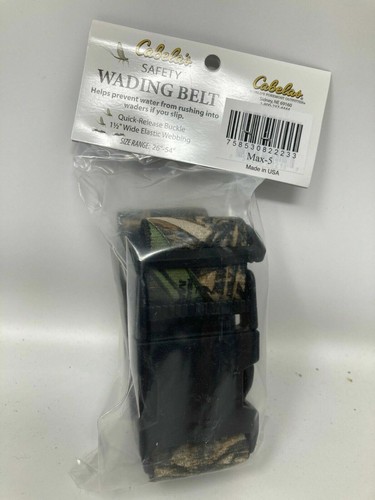 Cabela's
SAFETY
WADING BELT
Helps prevent water from rushing into
waders if you slip.
Quick-Release Buckle
1½" Wide Elastic Webbing
SIZE RANGE: 26"-54"
Cabela's
Sidney, NE 69160
758530822233
Max-5
Made in USA